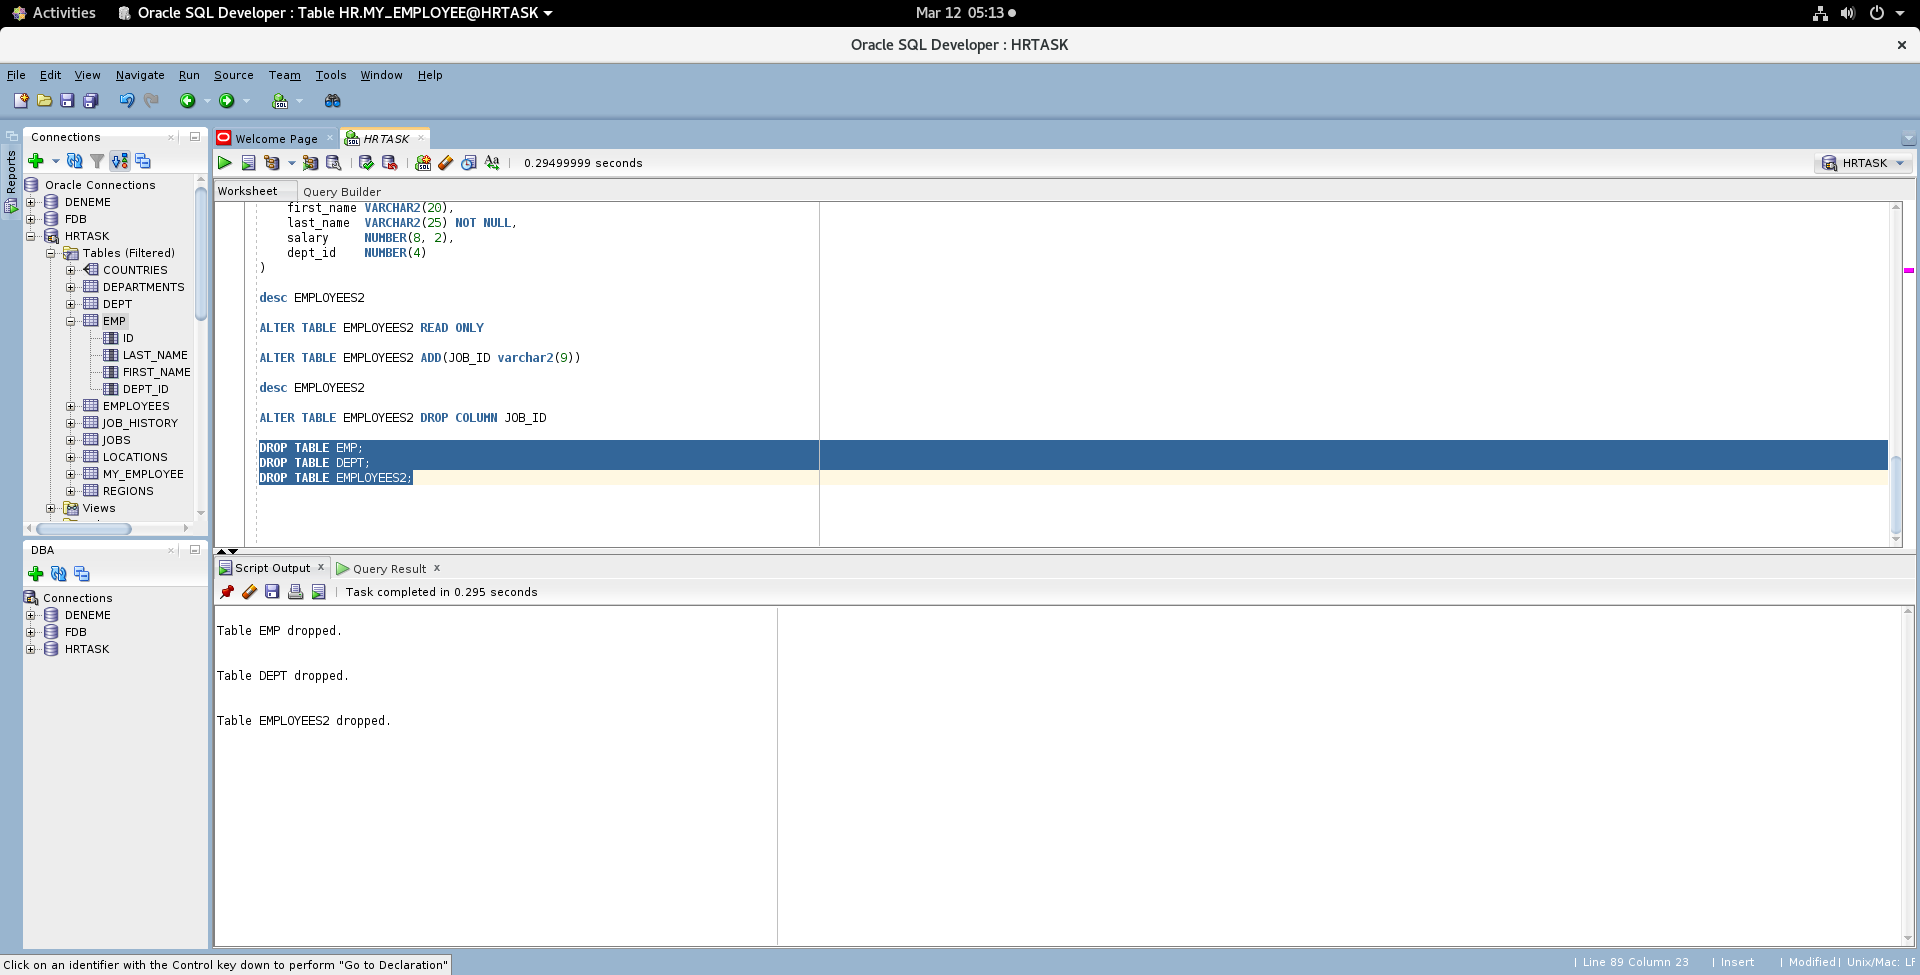 Activities
Oracle SQL Developer : Table HR.MY_EMPLOYEE@HRTASK
Mar 12 05:13
Oracle SQL Developer : HRTASK
File Edit View Navigate Run Source Team Tools Window Help
Reports
Connections
Oracle Connections
DENEME
FDB
HRTASK
Tables (Filtered)
COUNTRIES
DEPARTMENTS
DEPT
EMP
ID
LAST_NAME
FIRST_NAME
DEPT_ID
EMPLOYEES
JOB_HISTORY
JOBS
LOCATIONS
MY_EMPLOYEE
REGIONS
Views
DBA
Connections
DENEME
FDB
HRTASK
Welcome Page
HRTASK
0.29499999 seconds
HRTASK
Worksheet
Query Builder
first_name VARCHAR2(20),
last_name VARCHAR2(25) NOT NULL,
salary NUMBER(8, 2),
dept_id NUMBER(4)
)
desc EMPLOYEES2
ALTER TABLE EMPLOYEES2 READ ONLY
ALTER TABLE EMPLOYEES2 ADD(JOB_ID varchar2(9))
desc EMPLOYEES2
ALTER TABLE EMPLOYEES2 DROP COLUMN JOB_ID
DROP TABLE EMP;
DROP TABLE DEPT;
DROP TABLE EMPLOYEES2;
Script Output
Query Result
Task completed in 0.295 seconds
Table EMP dropped.
Table DEPT dropped.
Table EMPLOYEES2 dropped.
Click on an identifier with the Control key down to perform "Go to Declaration"
| Line 89 Column 23 | Insert | Modified | Unix/Mac: LF